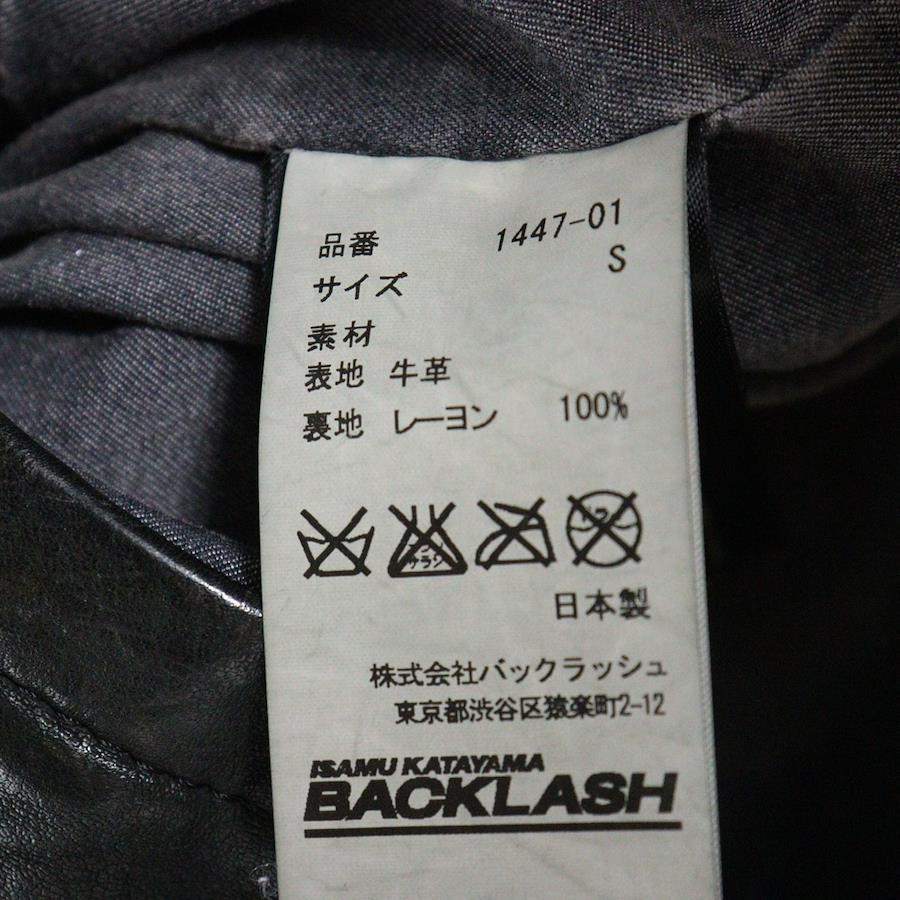 品番 1447-01
サイズ S
素材
表地 牛革
裏地 レーヨン 100%
日本製
株式会社バックラッシュ
東京都渋谷区猿楽町2-12
ISAMU KATAYAMA
BACKLASH